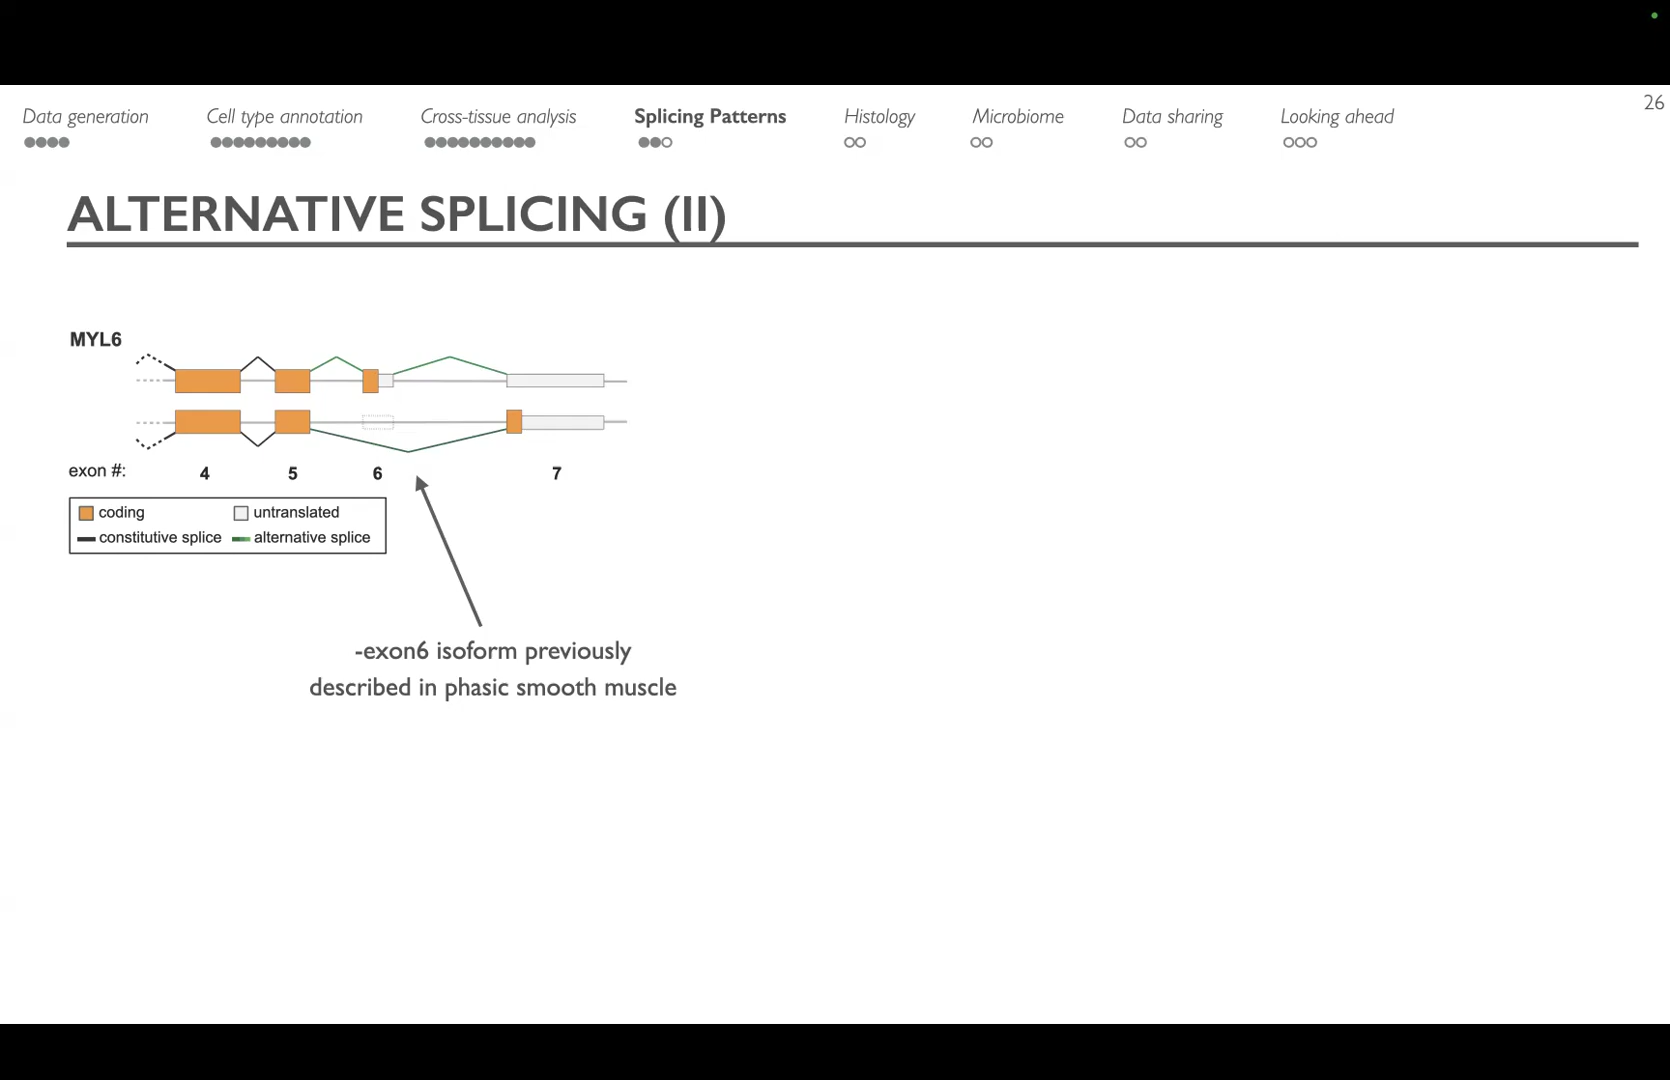 26
Data generation Cell type annotation Cross-tissue analysis Splicing Patterns Histology Microbiome Data sharing Looking ahead
ALTERNATIVE SPLICING (II)
MYL6
exon #: 4 5 6 7
coding untranslated
constitutive splice alternative splice
-exon6 isoform previously
described in phasic smooth muscle